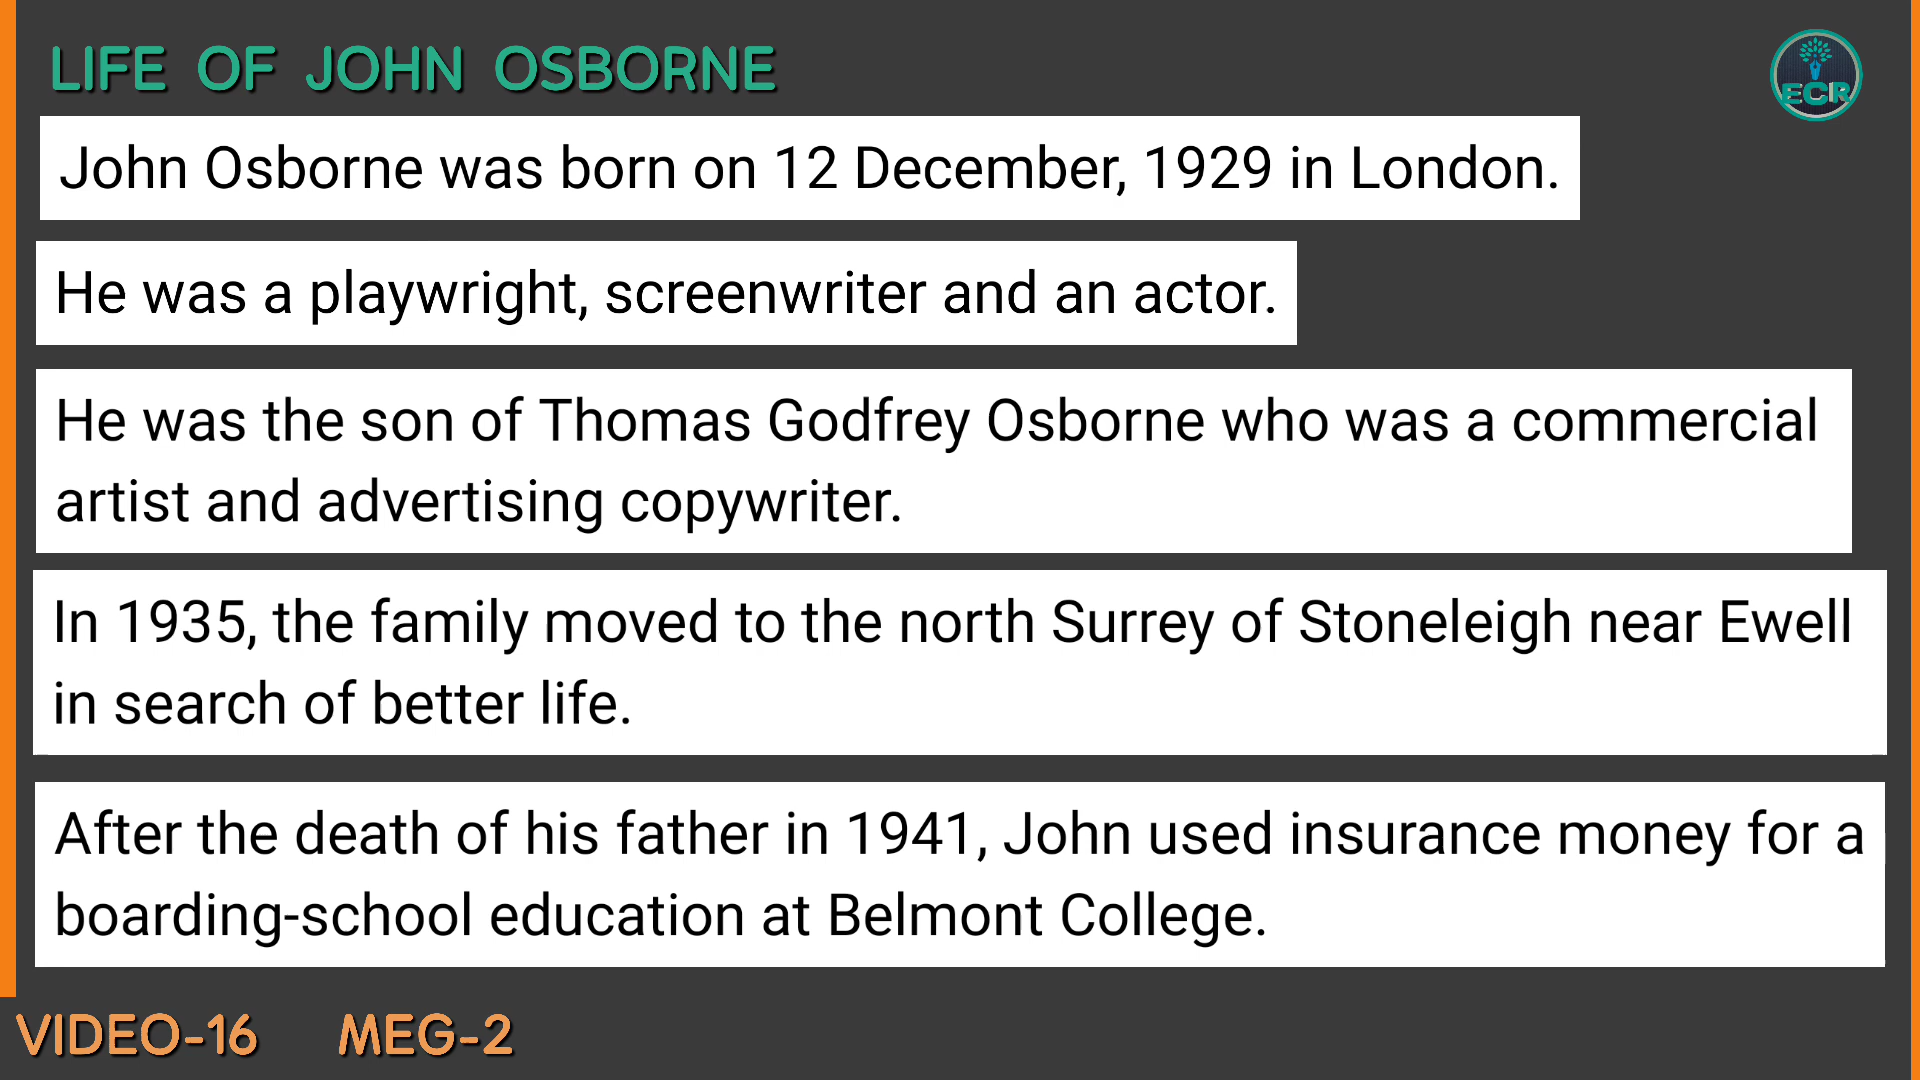 LIFE OF JOHN OSBORNE
ECR
John Osborne was born on 12 December, 1929 in London.
He was a playwright, screenwriter and an actor.
He was the son of Thomas Godfrey Osborne who was a commercial
artist and advertising copywriter.
In 1935, the family moved to the north Surrey of Stoneleigh near Ewell
in search of better life.
After the death of his father in 1941, John used insurance money for a
boarding-school education at Belmont College.
VIDEO-16 MEG-2